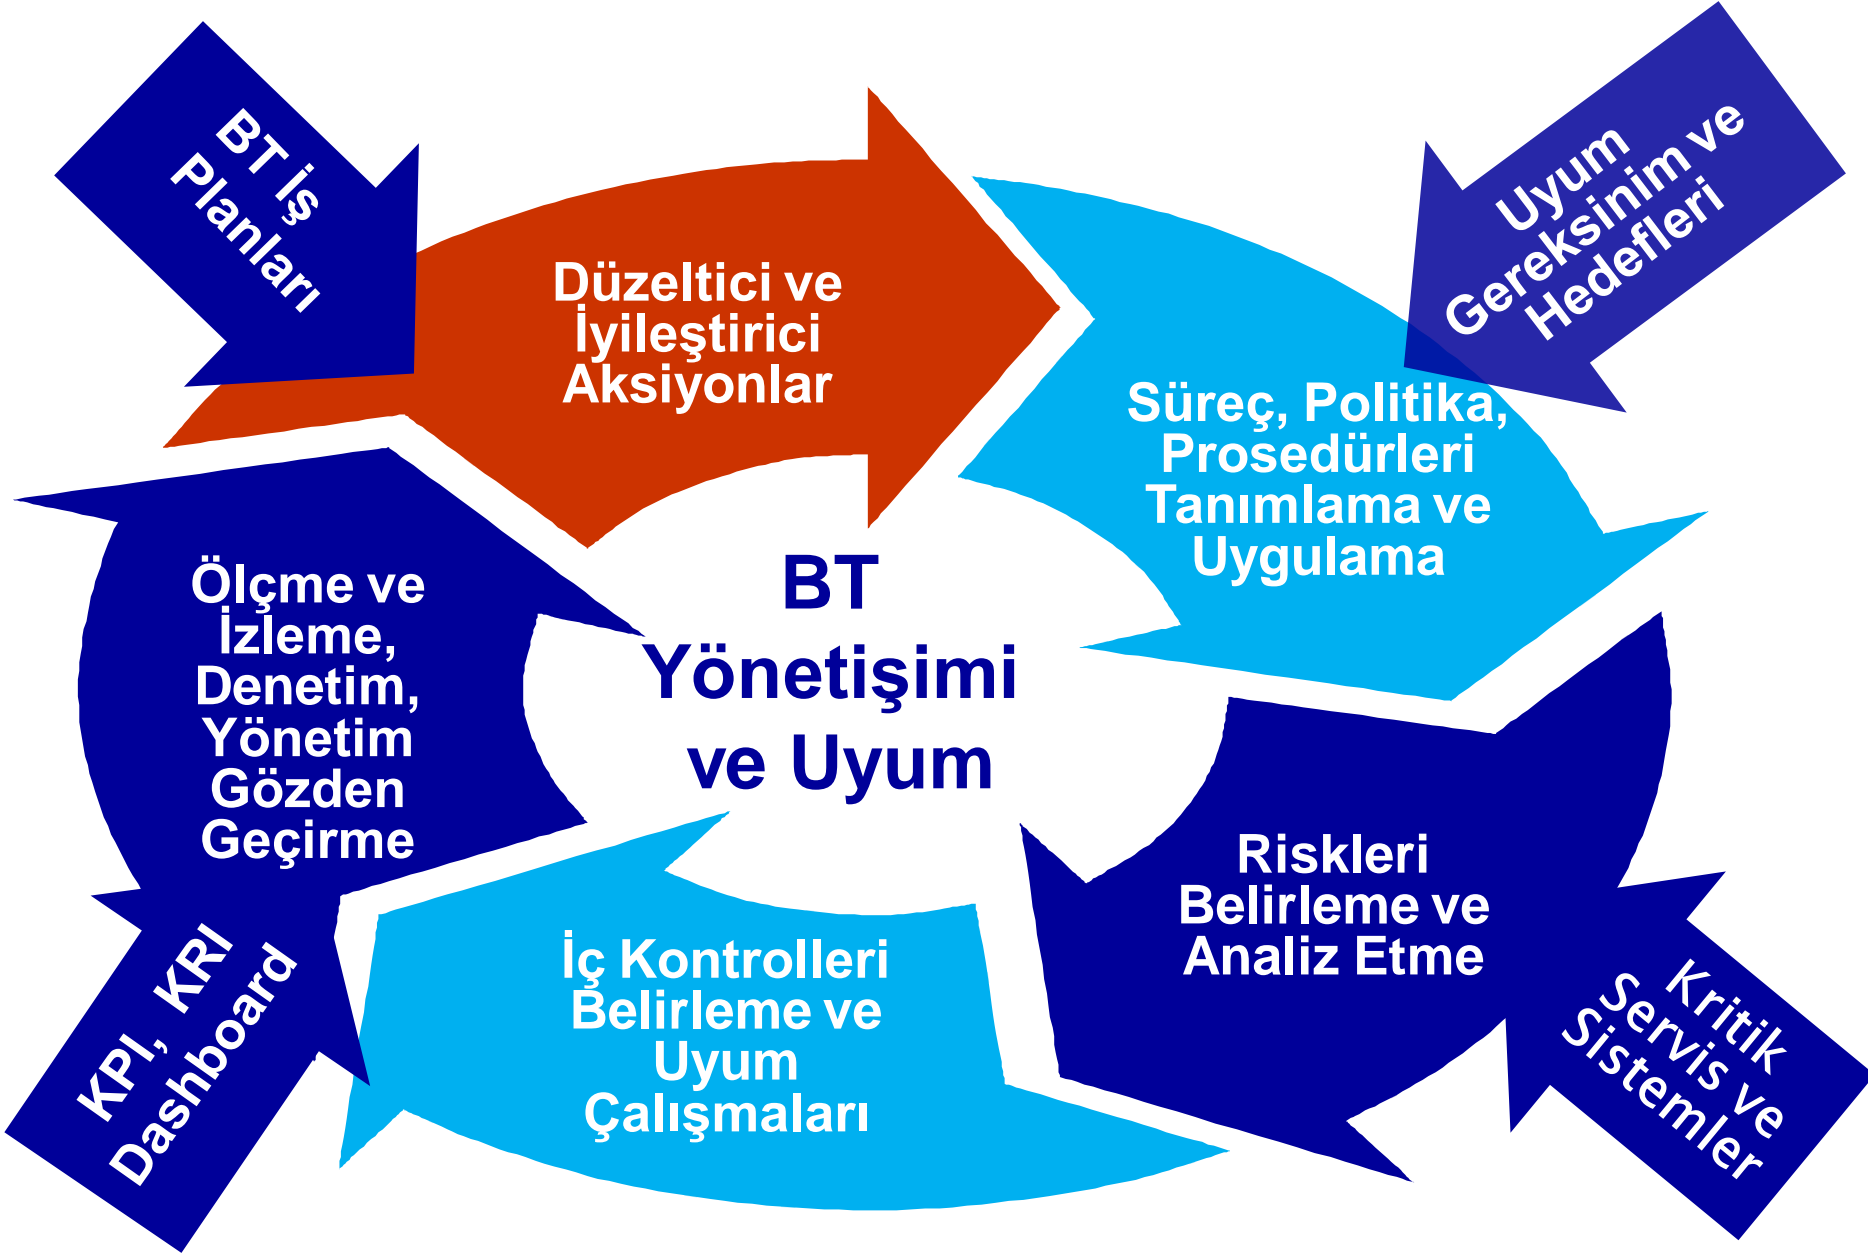 BT İş
Planları
Uyum
Gereksinim ve
Hedefleri
Düzeltici ve
İyileştirici
Aksiyonlar
Süreç, Politika,
Prosedürleri
Tanımlama ve
Uygulama
BT
Yönetişimi
ve Uyum
Ölçme ve
İzleme,
Denetim,
Yönetim
Gözden
Geçirme
Riskleri
Belirleme ve
Analiz Etme
İç Kontrolleri
Belirleme ve
Uyum
Çalışmaları
KPI, KRI
Dashboard
Kritik
Servis ve
Sistemler